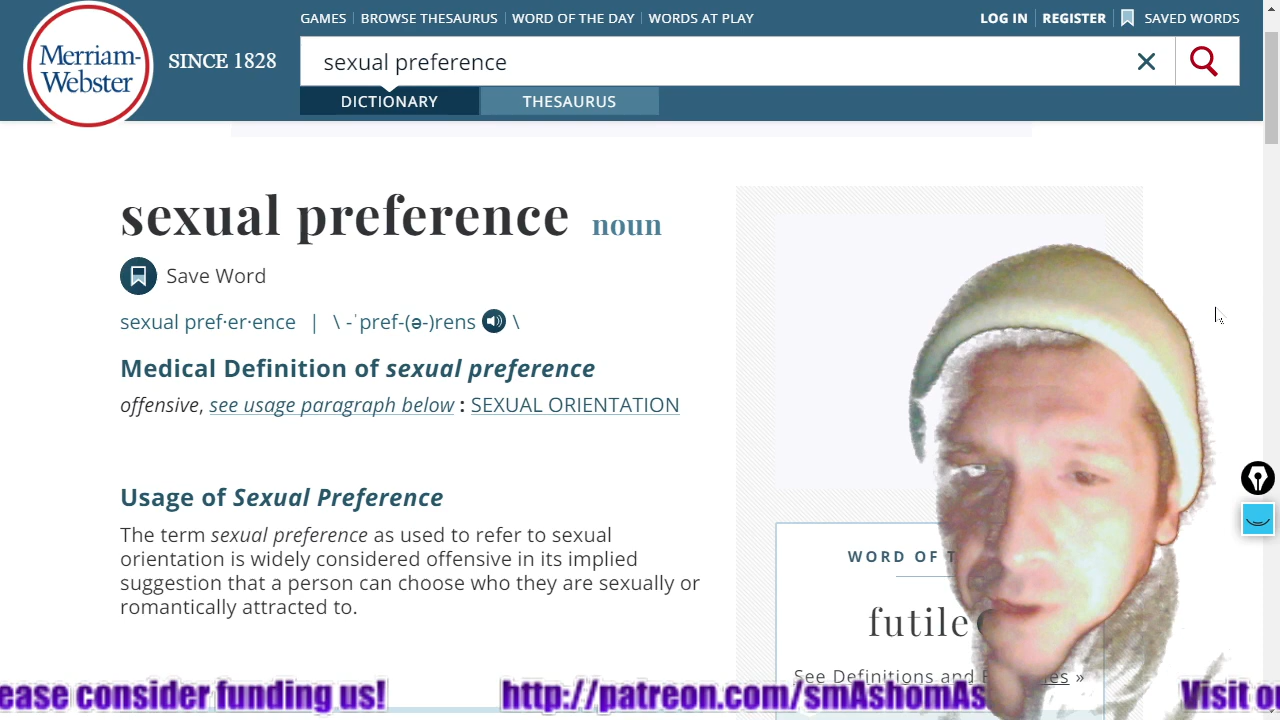 GAMES | BROWSE THESAURUS | WORD OF THE DAY | WORDS AT PLAY
LOG IN | REGISTER | SAVED WORDS
Merriam-
Webster
SINCE 1828
sexual preference
DICTIONARY
THESAURUS
sexual preference noun
Save Word
sexual pref·er·ence | \ -ˈpref-(ə-)rens \
Medical Definition of sexual preference
offensive, see usage paragraph below : SEXUAL ORIENTATION
Usage of Sexual Preference
The term sexual preference as used to refer to sexual
orientation is widely considered offensive in its implied
suggestion that a person can choose who they are sexually or
romantically attracted to.
WORD OF
futile
See Definitions and
»
consider funding us!
http://patreon.com/smAshomAs
Visit